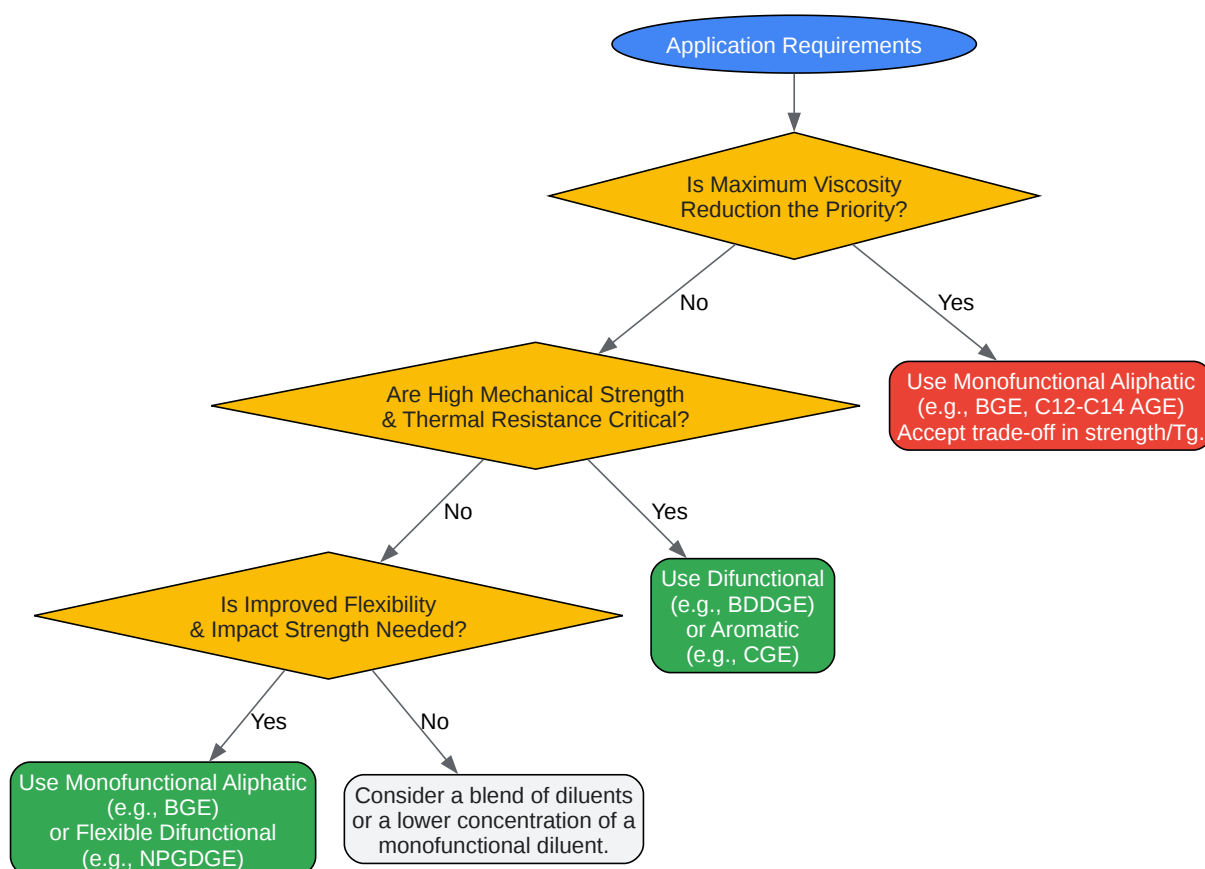 Application Requirements
Is Maximum Viscosity
Reduction the Priority?
No
Yes
Use Monofunctional Aliphatic
(e.g., BGE, C12-C14 AGE)
Accept trade-off in strength/Tg.
Are High Mechanical Strength
& Thermal Resistance Critical?
No
Yes
Use Difunctional
(e.g., BDDGE)
or Aromatic
(e.g., CGE)
Is Improved Flexibility
& Impact Strength Needed?
Yes
No
Use Monofunctional Aliphatic
(e.g., BGE)
or Flexible Difunctional
(e.g., NPGDGE)
Consider a blend of diluents
or a lower concentration of a
monofunctional diluent.